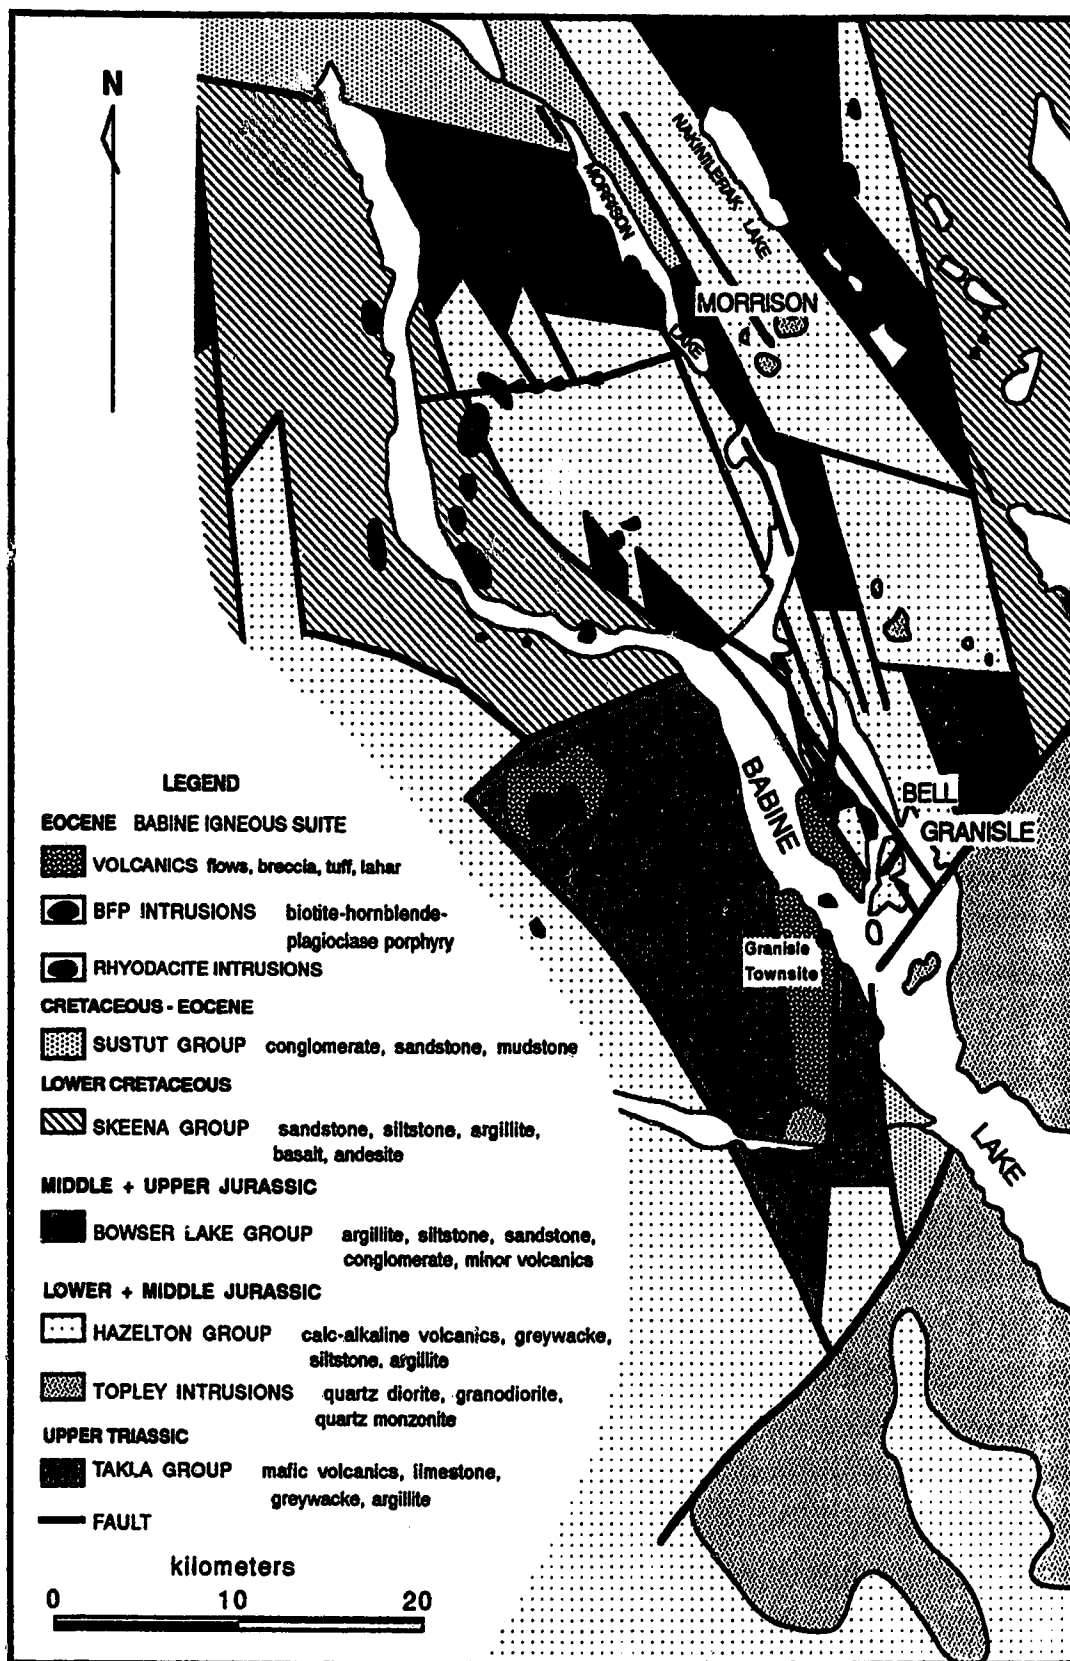 N
NAKINILERAK LAKE
MORRISON
LAKE
MORRISON
BABINE
BELL
GRANISLE
Granisle
Townsite
LAKE
LEGEND
EOCENE BABINE IGNEOUS SUITE
VOLCANICS flows, breccia, tuff, lahar
BFP INTRUSIONS biotite-hornblende-
plagioclase porphyry
RHYODACITE INTRUSIONS
CRETACEOUS - EOCENE
SUSTUT GROUP conglomerate, sandstone, mudstone
LOWER CRETACEOUS
SKEENA GROUP sandstone, siltstone, argillite,
basalt, andesite
MIDDLE + UPPER JURASSIC
BOWSER LAKE GROUP argillite, siltstone, sandstone,
conglomerate, minor volcanics
LOWER + MIDDLE JURASSIC
HAZELTON GROUP calc-alkaline volcanics, greywacke,
siltstone, argillite
TOPLEY INTRUSIONS quartz diorite, granodiorite,
quartz monzonite
UPPER TRIASSIC
TAKLA GROUP mafic volcanics, limestone,
greywacke, argillite
FAULT
kilometers
0 10 20